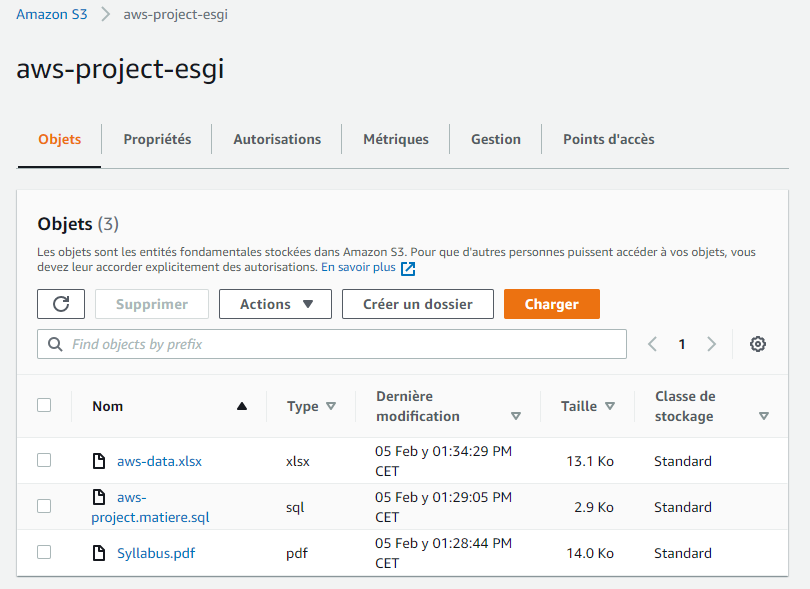 Amazon S3 > aws-project-esgi
aws-project-esgi
Objets Propriétés Autorisations Métriques Gestion Points d'accès
Objets (3)
Les objets sont les entités fondamentales stockées dans Amazon S3. Pour que d'autres personnes puissent accéder à vos objets, vous
devez leur accorder explicitement des autorisations. En savoir plus
Supprimer Actions Créer un dossier Charger
Find objects by prefix 1
Nom Type Dernière modification Taille Classe de stockage
aws-data.xlsx xlsx 05 Feb y 01:34:29 PM CET 13.1 Ko Standard
aws-project.matiere.sql sql 05 Feb y 01:29:05 PM CET 2.9 Ko Standard
Syllabus.pdf pdf 05 Feb y 01:28:44 PM CET 14.0 Ko Standard